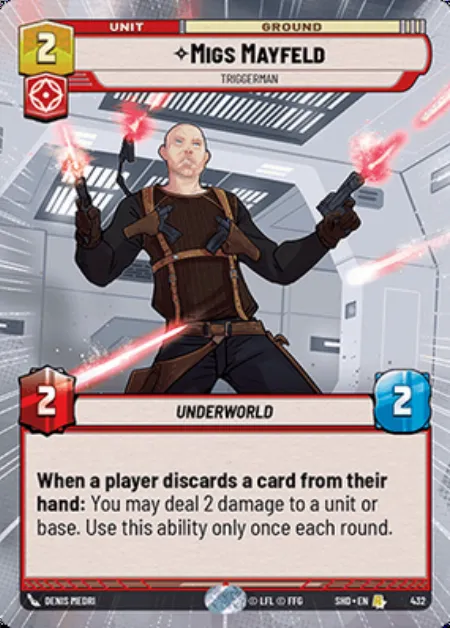 UNIT
GROUND
2
MIGS MAYFELD
TRIGGERMAN
2
UNDERWORLD
2
When a player discards a card from their
hand: You may deal 2 damage to a unit or
base. Use this ability only once each round.
DENIS MEDRI
© LFL © FFG
SHD • EN
432